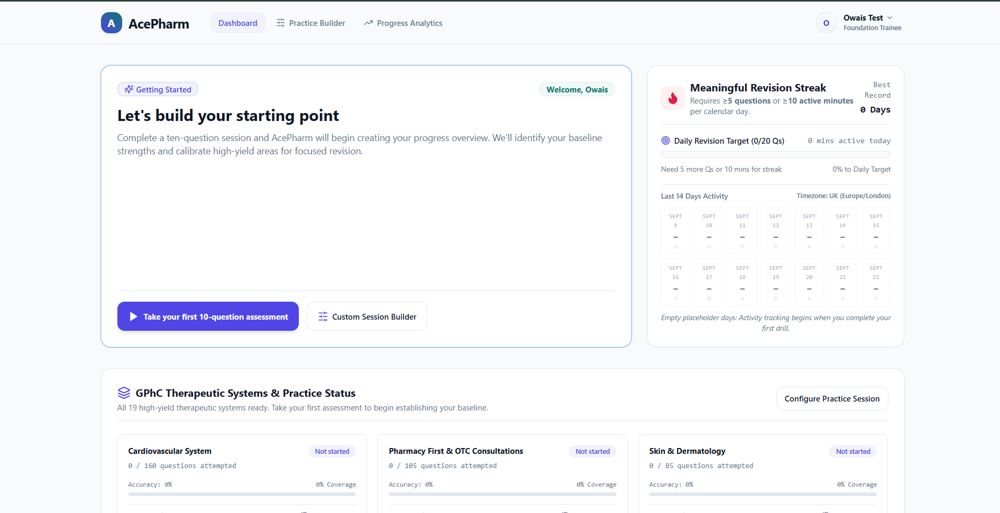 A AcePharm
Dashboard
Practice Builder
Progress Analytics
O
Owais Test
Foundation Trainee
Getting Started
Welcome, Owais
Let's build your starting point
Complete a ten-question session and AcePharm will begin creating your progress overview. We'll identify your baseline
strengths and calibrate high-yield areas for focused revision.
Take your first 10-question assessment
Custom Session Builder
Meaningful Revision Streak
Requires ≥5 questions or ≥10 active minutes
per calendar day.
Best
Record
0 Days
Daily Revision Target (0/20 Qs)
0 mins active today
Need 5 more Qs or 10 mins for streak
0% to Daily Target
Last 14 Days Activity
Timezone: UK (Europe/London)
SEPT SEPT SEPT SEPT SEPT SEPT SEPT
9 10 11 12 13 14 15
– – – – – – –
SEPT SEPT SEPT SEPT SEPT SEPT SEPT
16 17 18 19 20 21 22
– – – – – – –
Empty placeholder days: Activity tracking begins when you complete your
first drill.
GPhC Therapeutic Systems & Practice Status
All 19 high-yield therapeutic systems ready. Take your first assessment to begin establishing your baseline.
Configure Practice Session
Cardiovascular System
Not started
0 / 160 questions attempted
Accuracy: 0%
0% Coverage
Pharmacy First & OTC Consultations
Not started
0 / 105 questions attempted
Accuracy: 0%
0% Coverage
Skin & Dermatology
Not started
0 / 85 questions attempted
Accuracy: 0%
0% Coverage